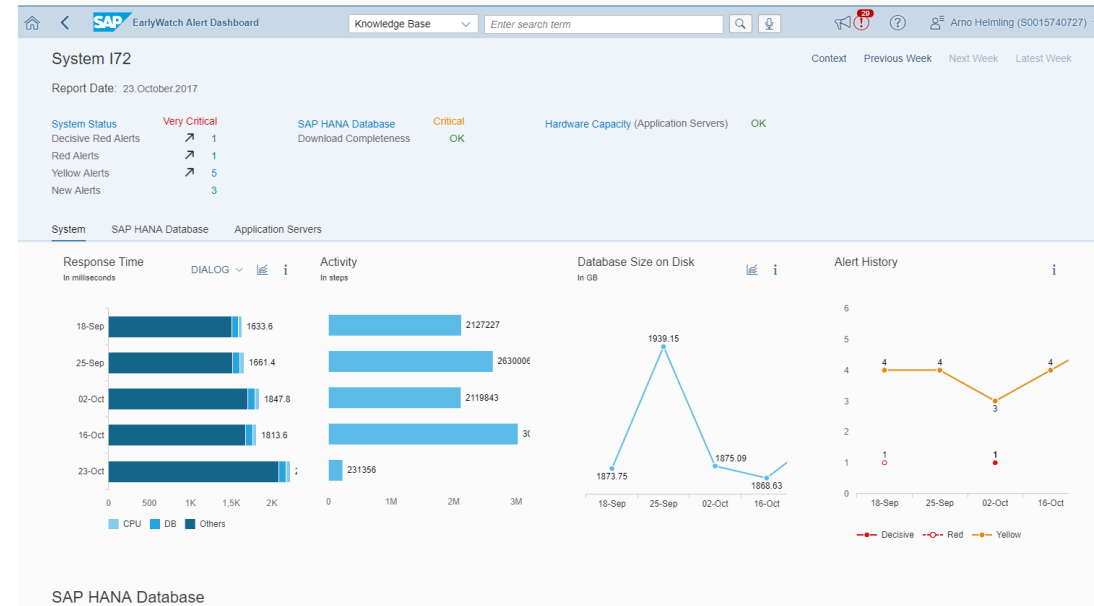 SAP EarlyWatch Alert Dashboard Knowledge Base Enter search term 29 Arno Helmling (S0015740727)
System I72 Context Previous Week Next Week Latest Week
Report Date: 23.October.2017
System Status Very Critical SAP HANA Database Critical Hardware Capacity (Application Servers) OK
Decisive Red Alerts 1 Download Completeness OK
Red Alerts 1
Yellow Alerts 5
New Alerts 3
System SAP HANA Database Application Servers
Response Time
In milliseconds
DIALOG
18-Sep 1633.6
25-Sep 1661.4
02-Oct 1847.8
16-Oct 1813.6
23-Oct
0 500 1K 1,5K 2K
CPU DB Others
Activity
In steps
2127227
2630006
2119843
231356
0 1M 2M 3M
Database Size on Disk
In GB
1939.15
1873.75
1875.09
1868.63
18-Sep 25-Sep 02-Oct 16-Oct
Alert History
6
5
4
3
2
1
0
4 4 3 4
1 1
18-Sep 25-Sep 02-Oct 16-Oct
Decisive Red Yellow
SAP HANA Database